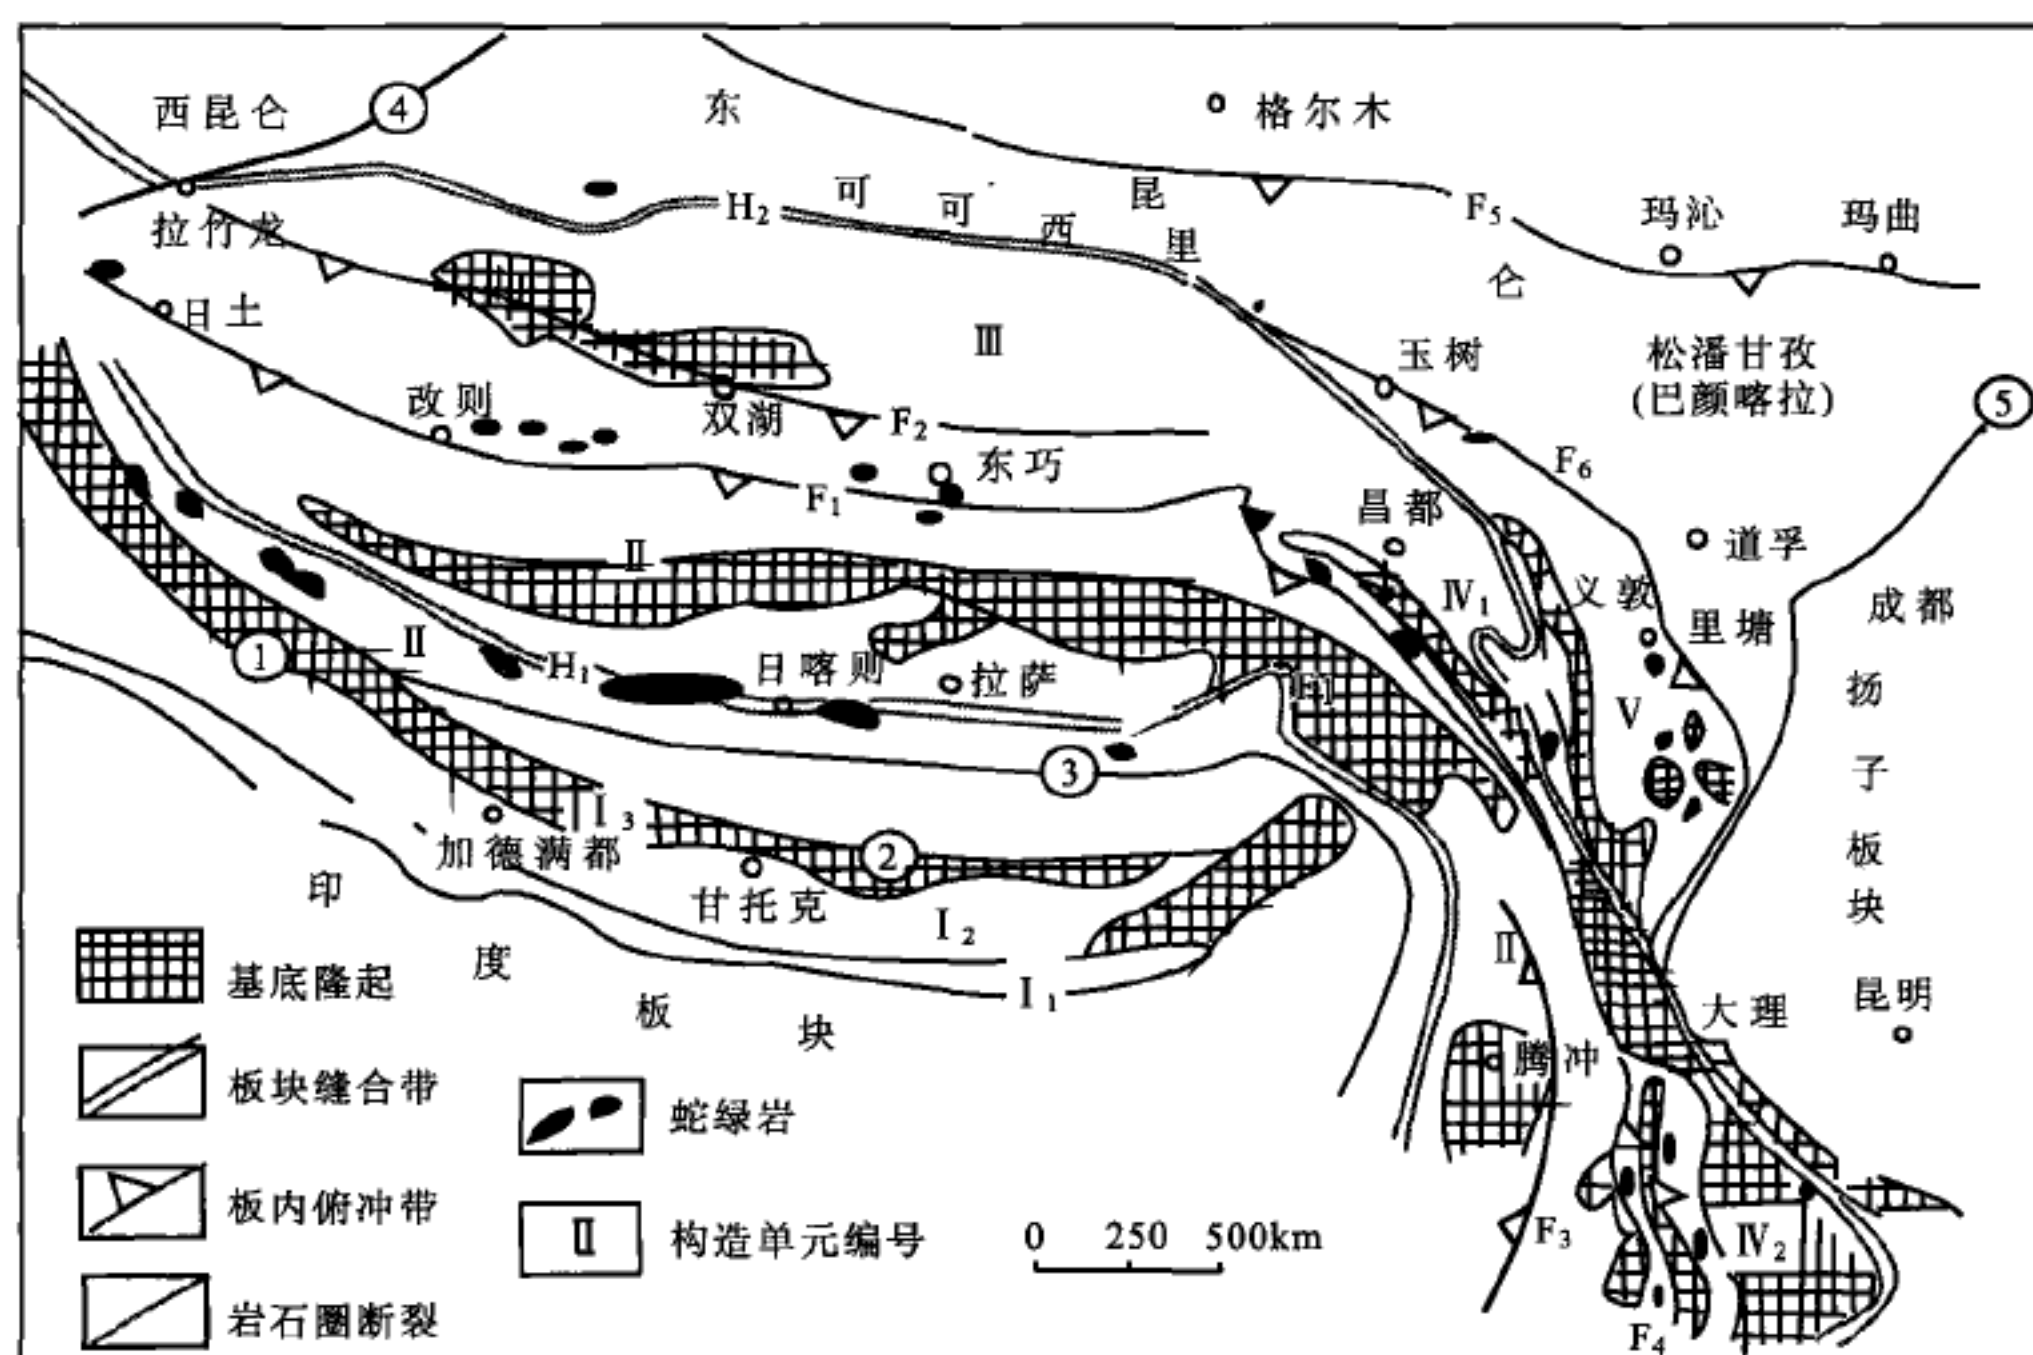 西昆仑
④
东
格尔木
可可西里
昆
仑
H₂
F₅
玛沁
玛曲
拉竹龙
日土
Ⅲ
玉树
松潘甘孜
(巴颜喀拉)
⑤
改则
双湖
F₂
东巧
F₁
F₆
昌都
道孚
Ⅱ
Ⅳ₁
义敦
里塘
成都
①
Ⅱ
H₁
日喀则
拉萨
Ⅴ
扬子板块
③
Ⅰ₃
加德满都
②
甘托克
Ⅰ₂
Ⅰ₁
印度板块
Ⅱ
大理
昆明
腾冲
F₃
Ⅳ₂
F₄
基底隆起
板块缝合带
板内俯冲带
岩石圈断裂
蛇绿岩
Ⅱ
构造单元编号
0 250 500km